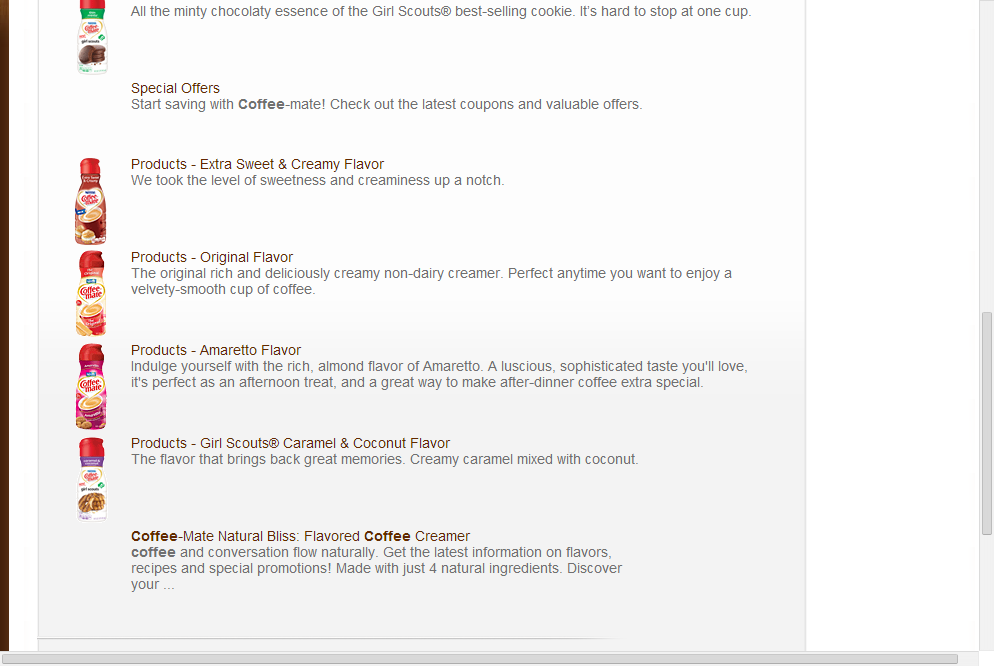 All the minty chocolaty essence of the Girl Scouts® best-selling cookie. It's hard to stop at one cup.
Special Offers
Start saving with Coffee-mate! Check out the latest coupons and valuable offers.
Products - Extra Sweet & Creamy Flavor
We took the level of sweetness and creaminess up a notch.
Products - Original Flavor
The original rich and deliciously creamy non-dairy creamer. Perfect anytime you want to enjoy a
velvety-smooth cup of coffee.
Products - Amaretto Flavor
Indulge yourself with the rich, almond flavor of Amaretto. A luscious, sophisticated taste you'll love,
it's perfect as an afternoon treat, and a great way to make after-dinner coffee extra special.
Products - Girl Scouts® Caramel & Coconut Flavor
The flavor that brings back great memories. Creamy caramel mixed with coconut.
Coffee-Mate Natural Bliss: Flavored Coffee Creamer
coffee and conversation flow naturally. Get the latest information on flavors,
recipes and special promotions! Made with just 4 natural ingredients. Discover
your ...